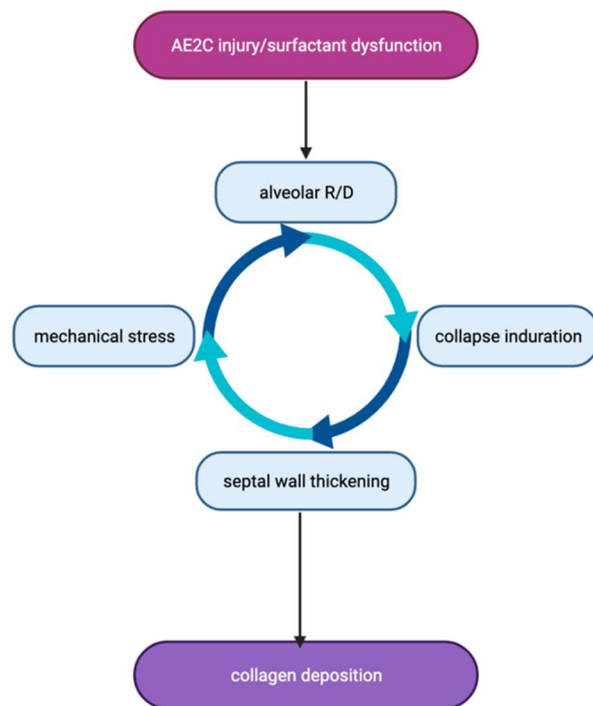 AE2C injury/surfactant dysfunction
alveolar R/D
mechanical stress
collapse induration
septal wall thickening
collagen deposition